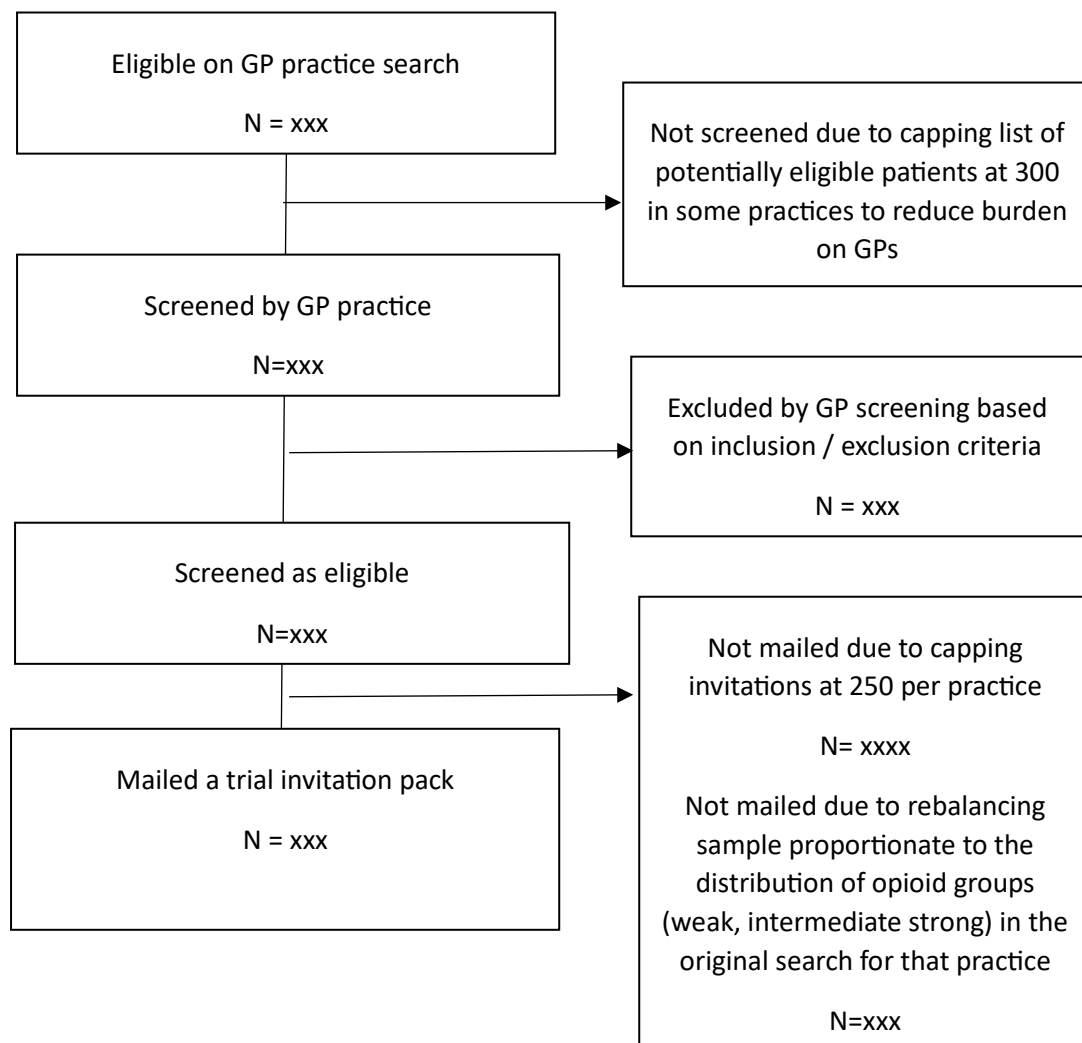 Eligible on GP practice search
N = xxx
Not screened due to capping list of
potentially eligible patients at 300
in some practices to reduce burden
on GPs
Screened by GP practice
N=xxx
Excluded by GP screening based
on inclusion / exclusion criteria
N = xxx
Screened as eligible
N=xxx
Not mailed due to capping
invitations at 250 per practice
N= xxxx
Not mailed due to rebalancing
sample proportionate to the
distribution of opioid groups
(weak, intermediate strong) in the
original search for that practice
N=xxx
Mailed a trial invitation pack
N = xxx